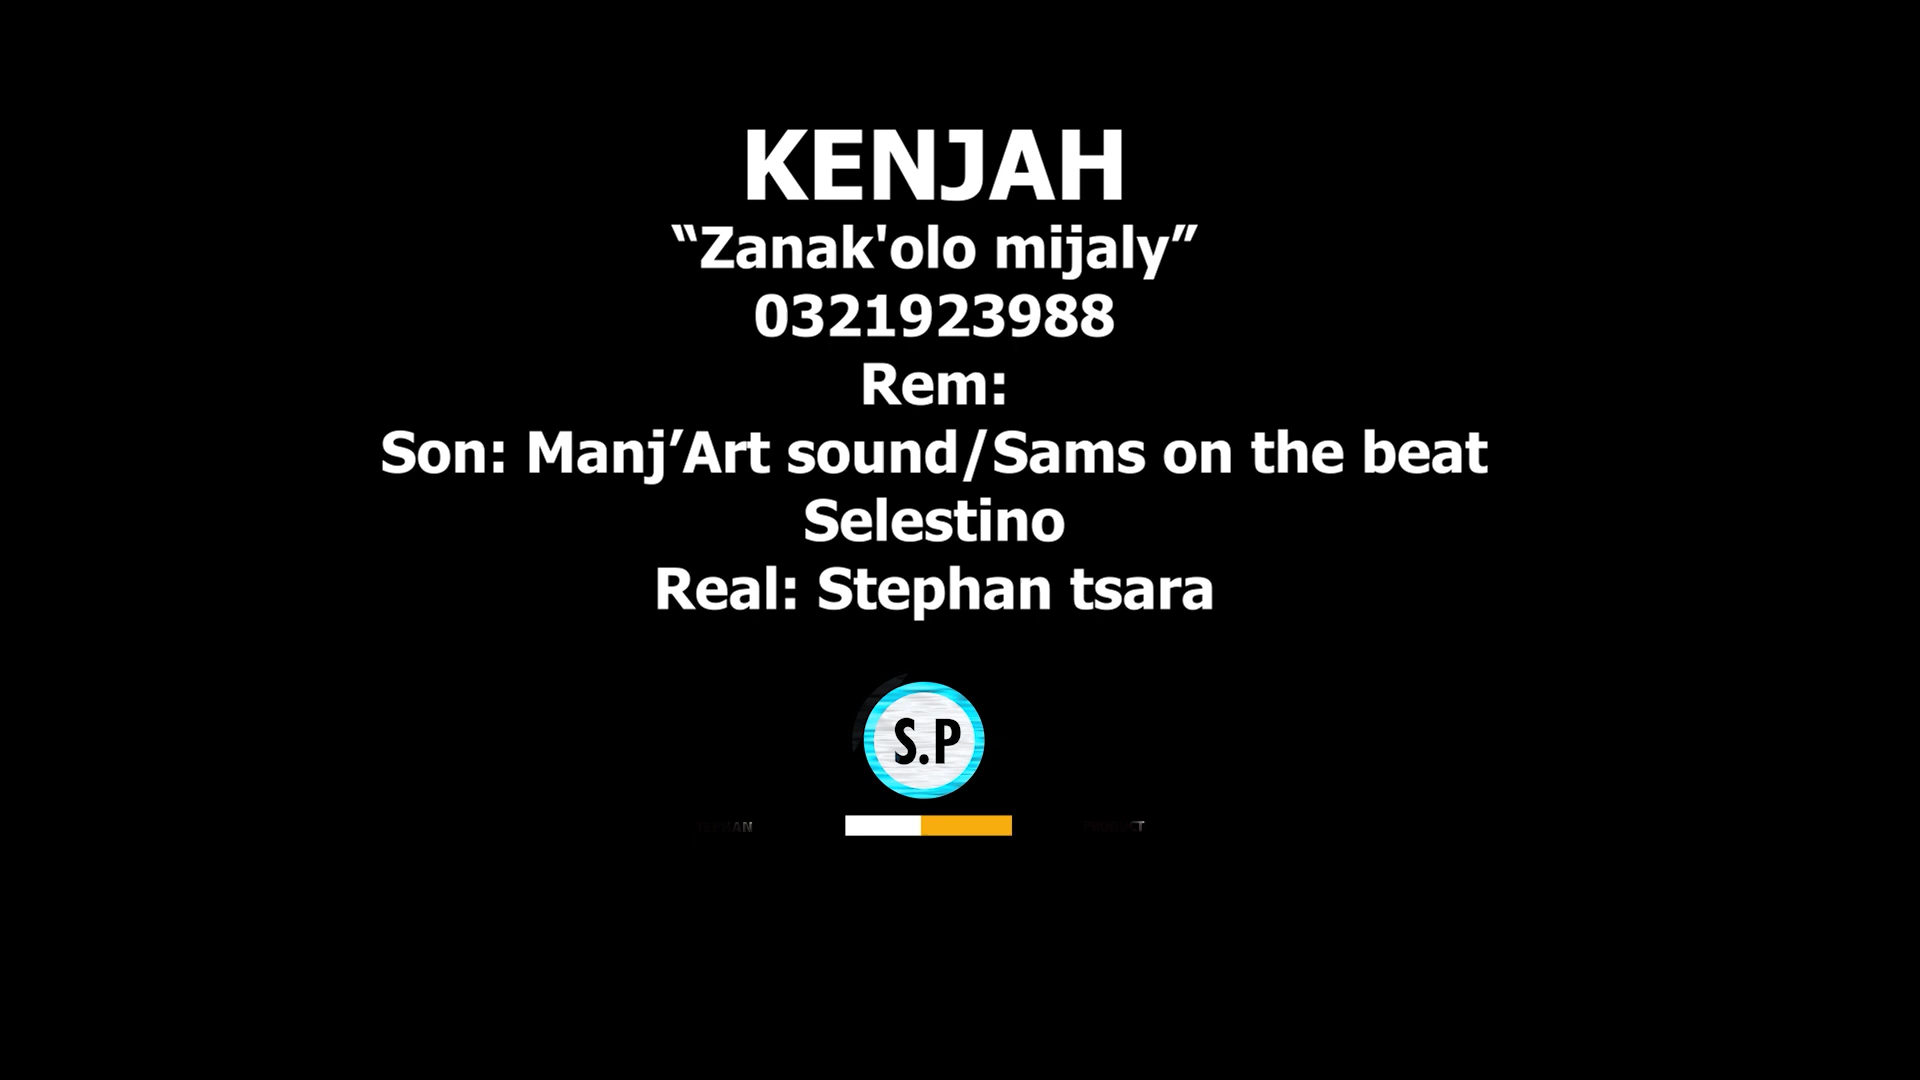 KENJAH
“Zanak'olo mijaly”
0321923988
Rem:
Son: Manj’Art sound/Sams on the beat
Selestino
Real: Stephan tsara
S.P